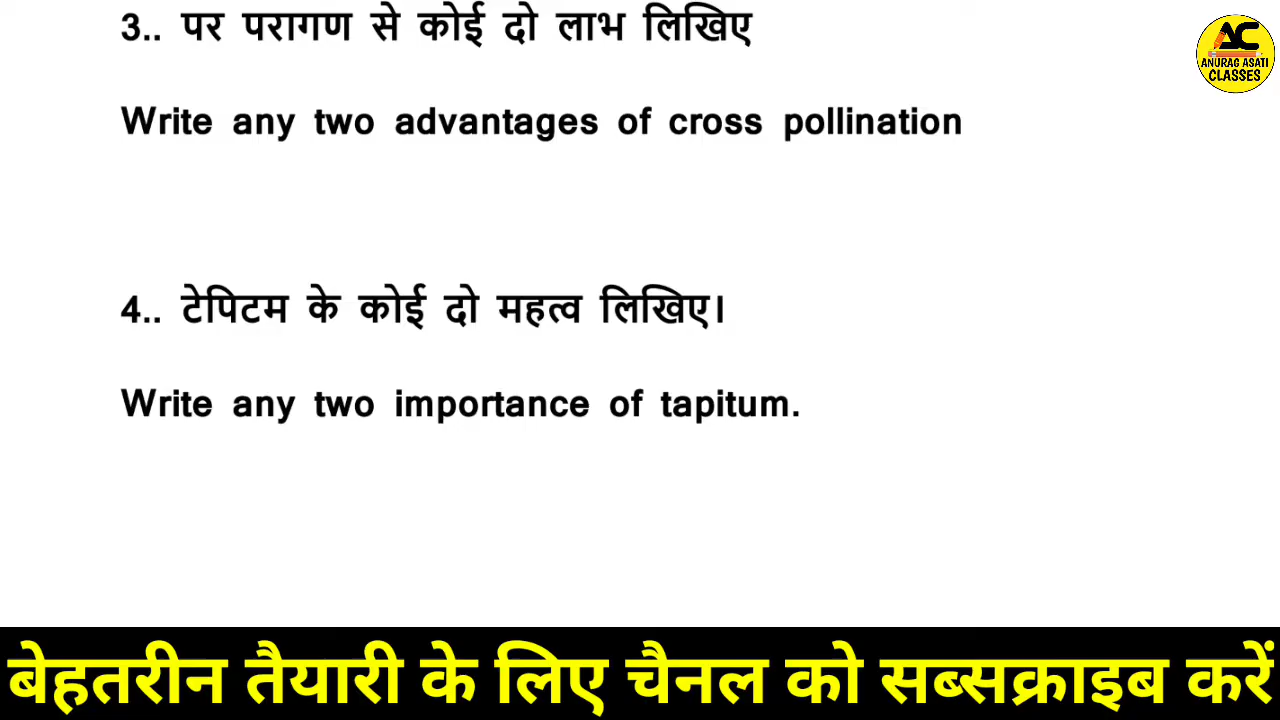 3.. पर परागण से कोई दो लाभ लिखिए
AC
ANURAG ASATI
CLASSES
Write any two advantages of cross pollination
4.. टेपिटम के कोई दो महत्व लिखिए।
Write any two importance of tapitum.
बेहतरीन तैयारी के लिए चैनल को सब्सक्राइब करें